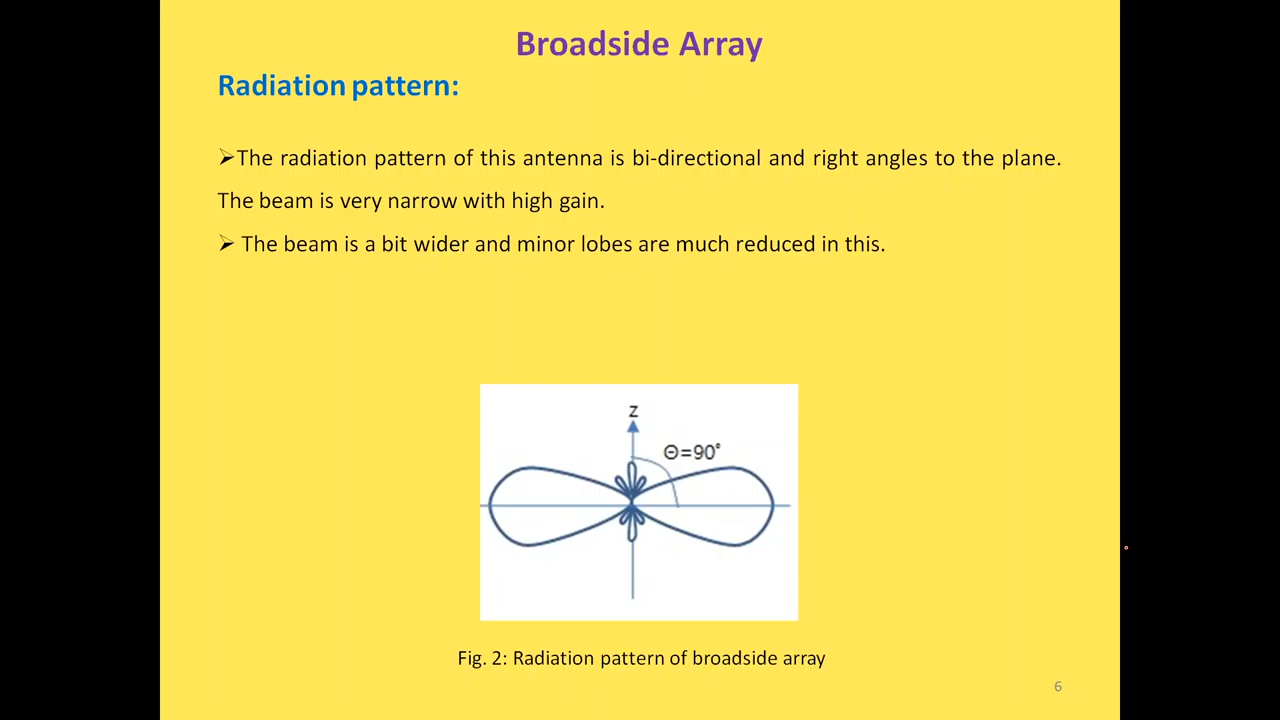 Broadside Array
Radiation pattern:
➢The radiation pattern of this antenna is bi-directional and right angles to the plane.
The beam is very narrow with high gain.
➢ The beam is a bit wider and minor lobes are much reduced in this.
z
Θ=90°
Fig. 2: Radiation pattern of broadside array
6